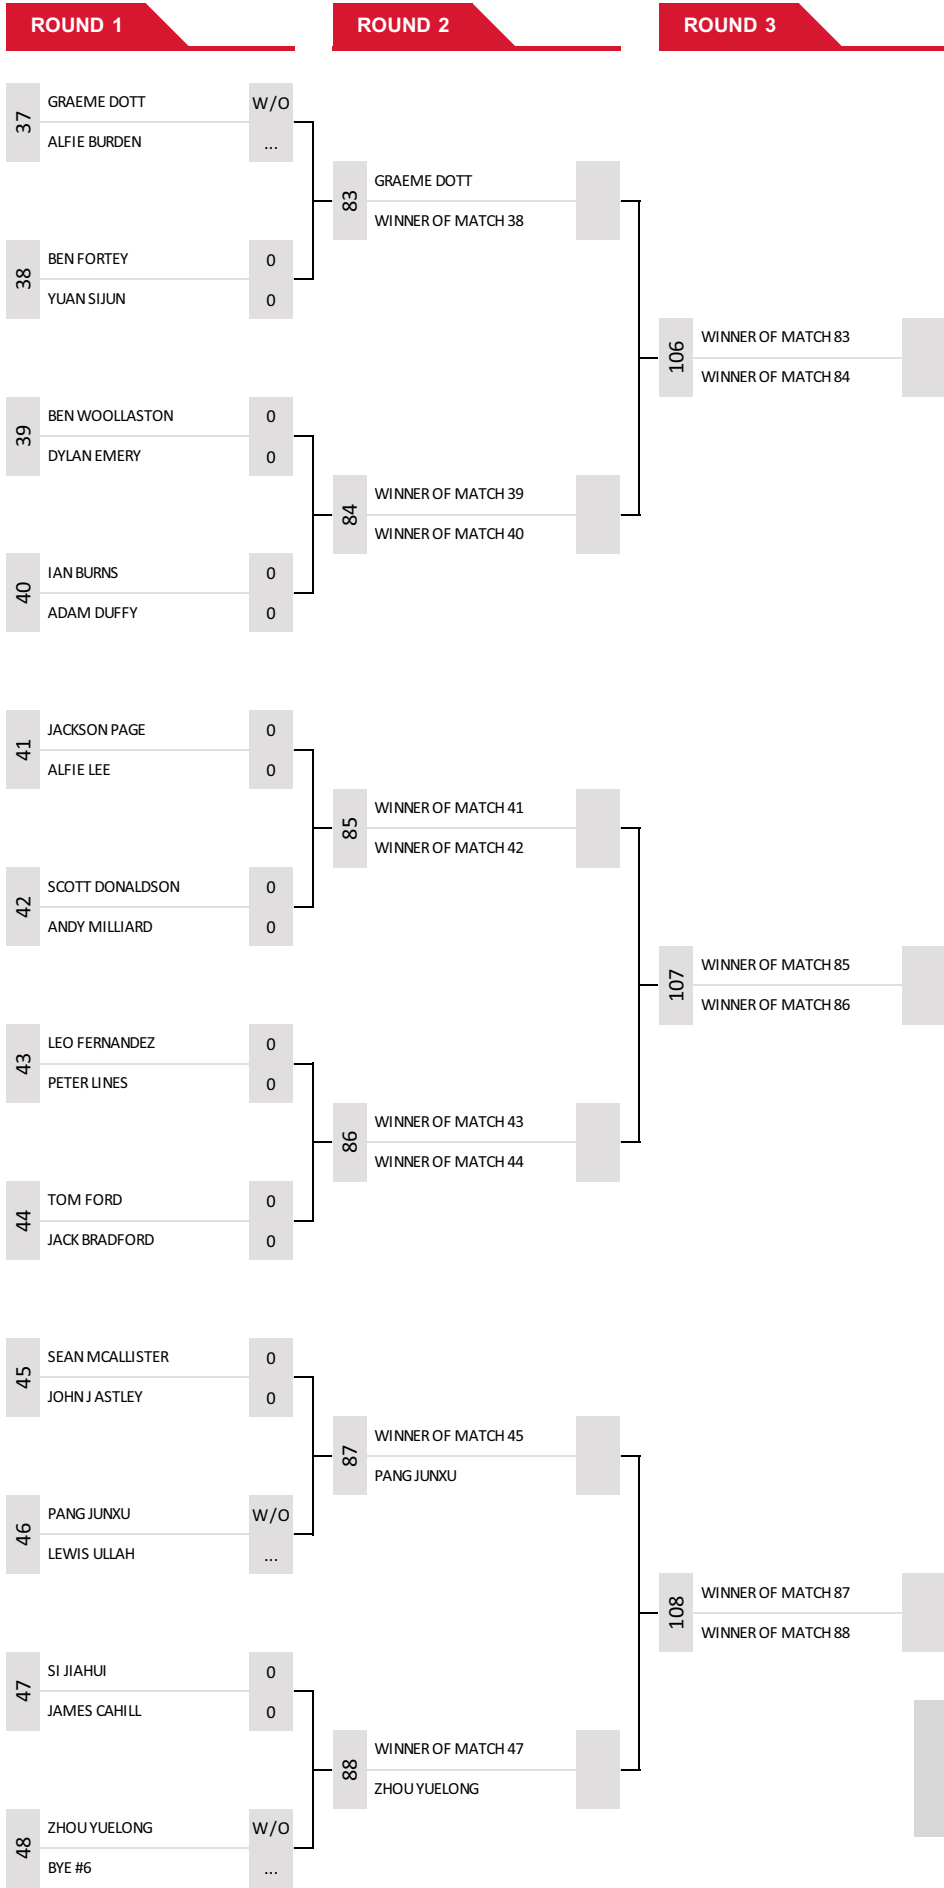 ROUND 1
ROUND 2
ROUND 3
37
GRAEME DOTT
W/O
ALFIE BURDEN
...
38
BEN FORTEY
0
YUAN SIJUN
0
39
BEN WOOLLASTON
0
DYLAN EMERY
0
40
IAN BURNS
0
ADAM DUFFY
0
41
JACKSON PAGE
0
ALFIE LEE
0
42
SCOTT DONALDSON
0
ANDY MILLIARD
0
43
LEO FERNANDEZ
0
PETER LINES
0
44
TOM FORD
0
JACK BRADFORD
0
45
SEAN MCALLISTER
0
JOHN J ASTLEY
0
46
PANG JUNXU
W/O
LEWIS ULLAH
...
47
SI JIAHUI
0
JAMES CAHILL
0
48
ZHOU YUELONG
W/O
BYE #6
...
83
GRAEME DOTT
WINNER OF MATCH 38
84
WINNER OF MATCH 39
WINNER OF MATCH 40
85
WINNER OF MATCH 41
WINNER OF MATCH 42
86
WINNER OF MATCH 43
WINNER OF MATCH 44
87
WINNER OF MATCH 45
PANG JUNXU
88
WINNER OF MATCH 47
ZHOU YUELONG
106
WINNER OF MATCH 83
WINNER OF MATCH 84
107
WINNER OF MATCH 85
WINNER OF MATCH 86
108
WINNER OF MATCH 87
WINNER OF MATCH 88